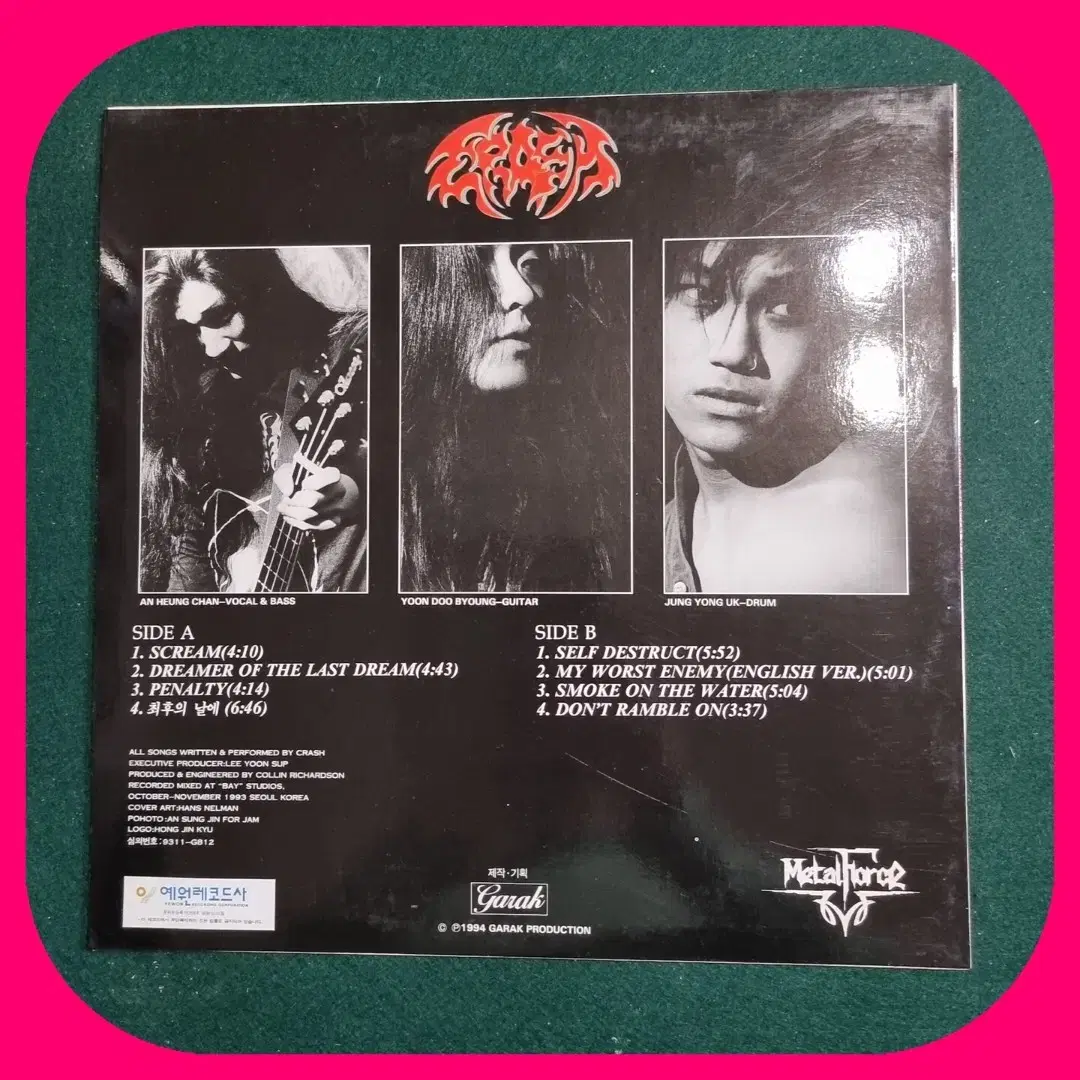 CRASH
AN HEUNG CHAN–VOCAL & BASS
YOON DOO BYOUNG–GUITAR
JUNG YONG UK–DRUM
SIDE A
1. SCREAM(4:10)
2. DREAMER OF THE LAST DREAM(4:43)
3. PENALTY(4:14)
4. 최후의 날에 (6:46)
SIDE B
1. SELF DESTRUCT(5:52)
2. MY WORST ENEMY(ENGLISH VER.)(5:01)
3. SMOKE ON THE WATER(5:04)
4. DON'T RAMBLE ON(3:37)
ALL SONGS WRITTEN & PERFORMED BY CRASH
EXECUTIVE PRODUCER:LEE YOON SUP
PRODUCED & ENGINEERED BY COLLIN RICHARDSON
RECORDED MIXED AT "BAY" STUDIOS,
OCTOBER–NOVEMBER 1993 SEOUL KOREA
COVER ART:HANS NELMAN
POHOTO:AN SUNG JIN FOR JAM
LOGO:HONG JIN KYU
심의번호:9311–G812
예원레코드사
제작·기획
Garak
© ℗1994 GARAK PRODUCTION
Metal Force